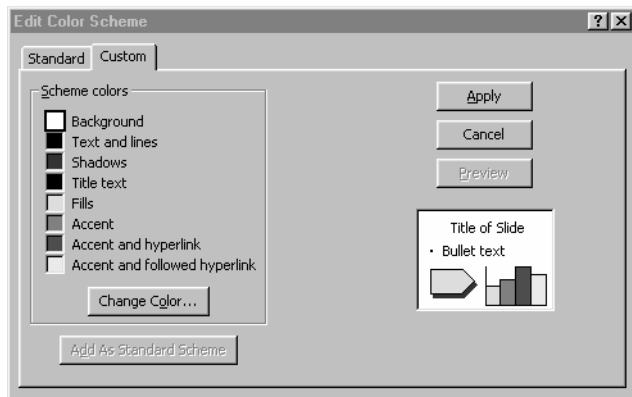 Edit Color Scheme
? X
Standard Custom
Scheme colors
Background
Text and lines
Shadows
Title text
Fills
Accent
Accent and hyperlink
Accent and followed hyperlink
Change Color...
Add As Standard Scheme
Apply
Cancel
Preview
Title of Slide
• Bullet text